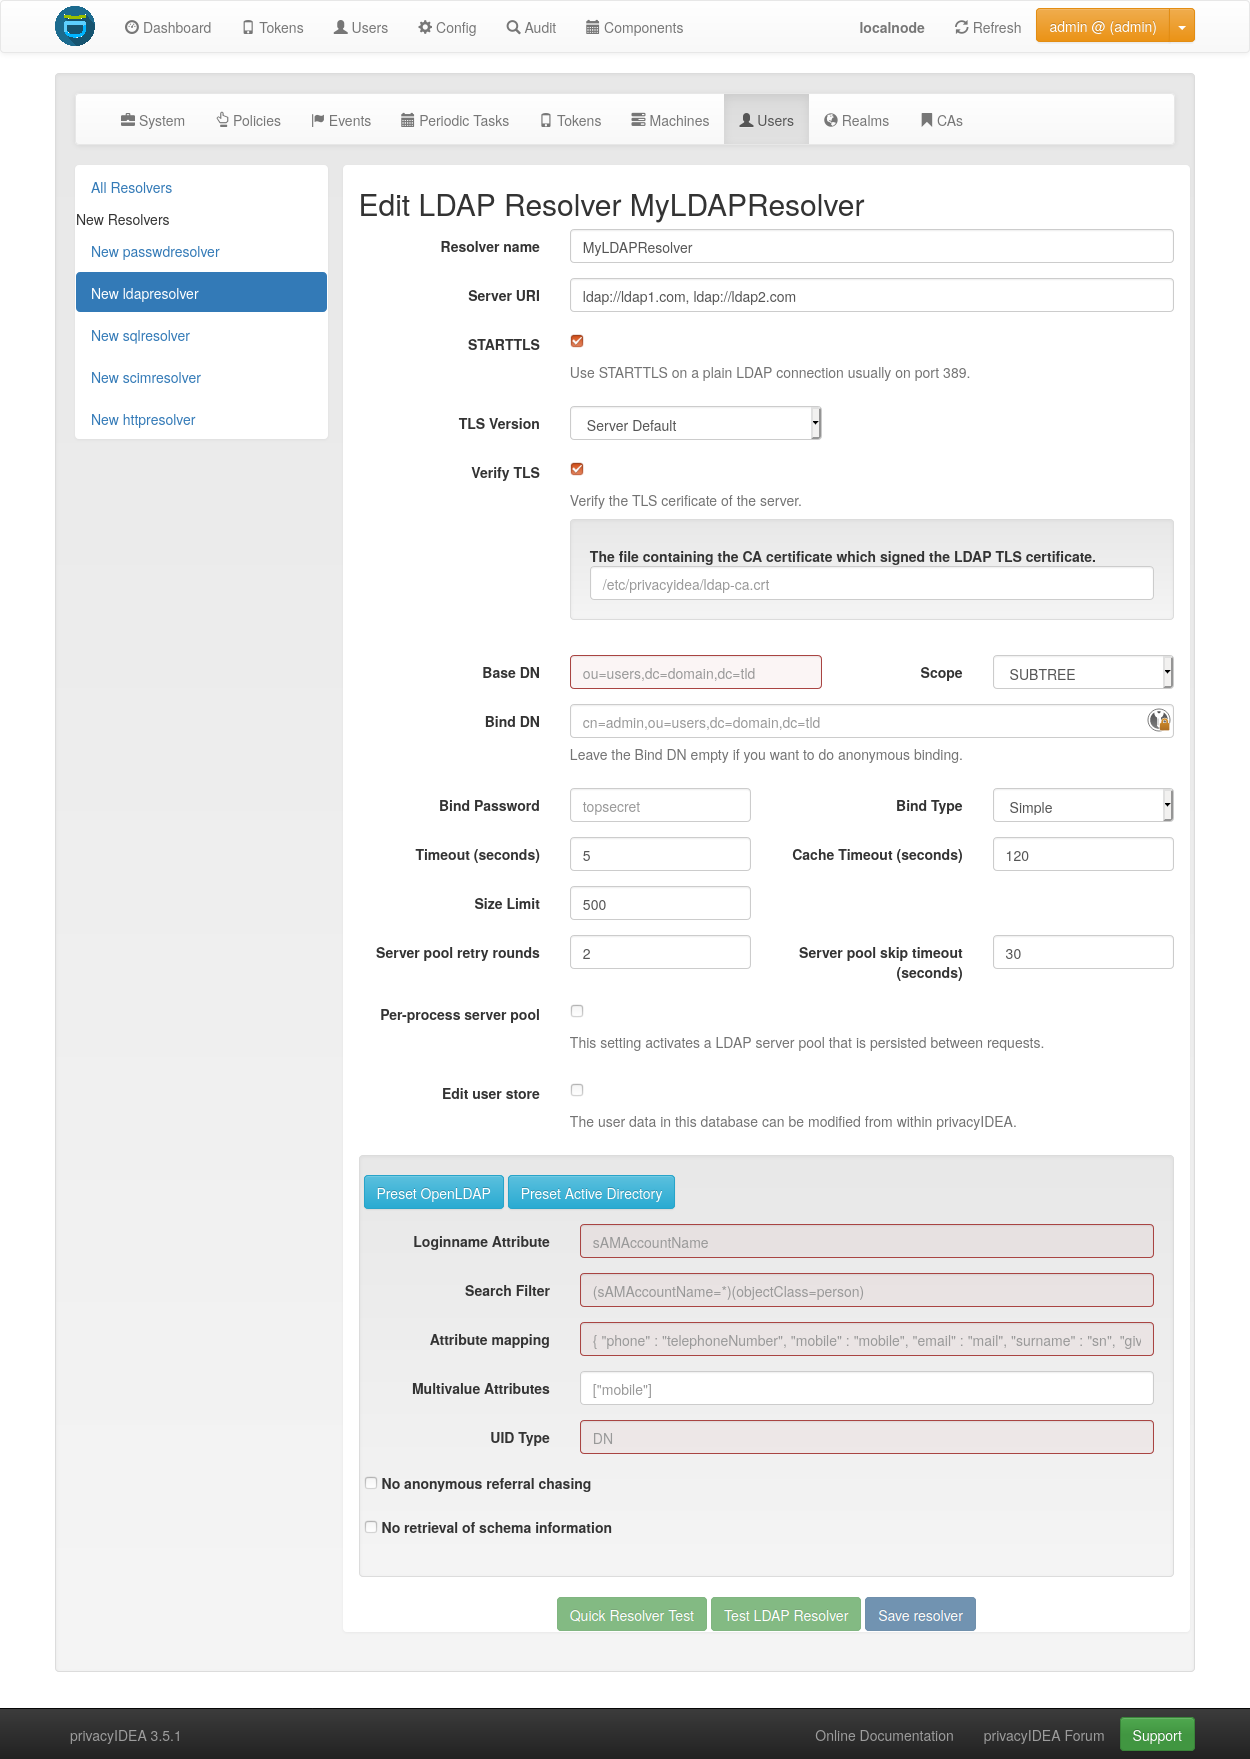 Dashboard Tokens Users Config Audit Components localnode Refresh admin @ (admin)
System Policies Events Periodic Tasks Tokens Machines Users Realms CAs
All Resolvers
New Resolvers
New passwdresolver
New ldapresolver
New sqlresolver
New scimresolver
New httpresolver
Edit LDAP Resolver MyLDAPResolver
Resolver name MyLDAPResolver
Server URI ldap://ldap1.com, ldap://ldap2.com
STARTTLS
Use STARTTLS on a plain LDAP connection usually on port 389.
TLS Version Server Default
Verify TLS
Verify the TLS cerificate of the server.
The file containing the CA certificate which signed the LDAP TLS certificate.
/etc/privacyidea/ldap-ca.crt
Base DN ou=users,dc=domain,dc=tld Scope SUBTREE
Bind DN cn=admin,ou=users,dc=domain,dc=tld
Leave the Bind DN empty if you want to do anonymous binding.
Bind Password topsecret Bind Type Simple
Timeout (seconds) 5 Cache Timeout (seconds) 120
Size Limit 500
Server pool retry rounds 2 Server pool skip timeout 30
(seconds)
Per-process server pool
This setting activates a LDAP server pool that is persisted between requests.
Edit user store
The user data in this database can be modified from within privacyIDEA.
Preset OpenLDAP Preset Active Directory
Loginname Attribute sAMAccountName
Search Filter (sAMAccountName=*)(objectClass=person)
Attribute mapping { "phone" : "telephoneNumber", "mobile" : "mobile", "email" : "mail", "surname" : "sn", "giv
Multivalue Attributes ["mobile"]
UID Type DN
No anonymous referral chasing
No retrieval of schema information
Quick Resolver Test Test LDAP Resolver Save resolver
privacyIDEA 3.5.1 Online Documentation privacyIDEA Forum Support